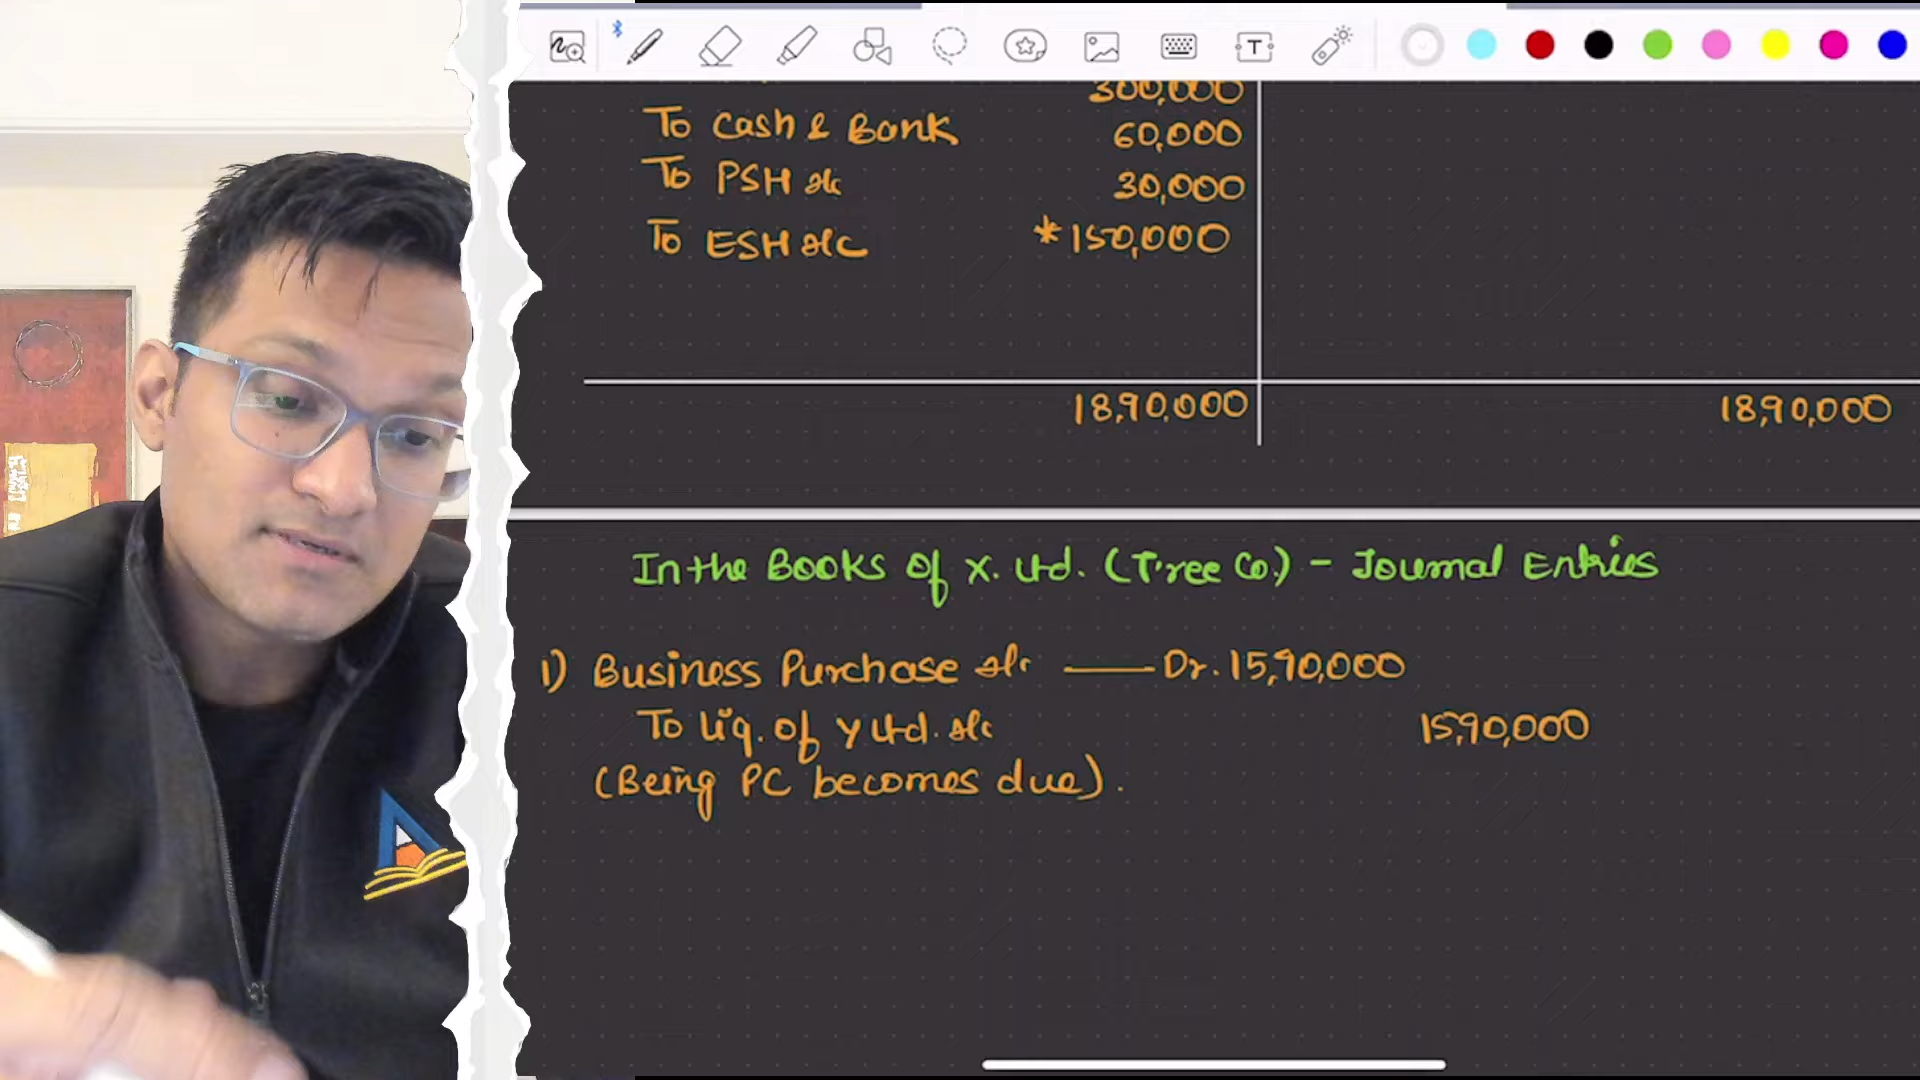 300,000
To Cash & Bank 60,000
To PSH a/c 30,000
To ESH a/c *150,000
18,90,000 18,90,000
In the Books of X. Ltd. (T'ree Co.) - Journal Entries
1) Business Purchase a/c —— Dr. 15,90,000
To Liq. of Y Ltd. a/c 15,90,000
(Being PC becomes due).
T